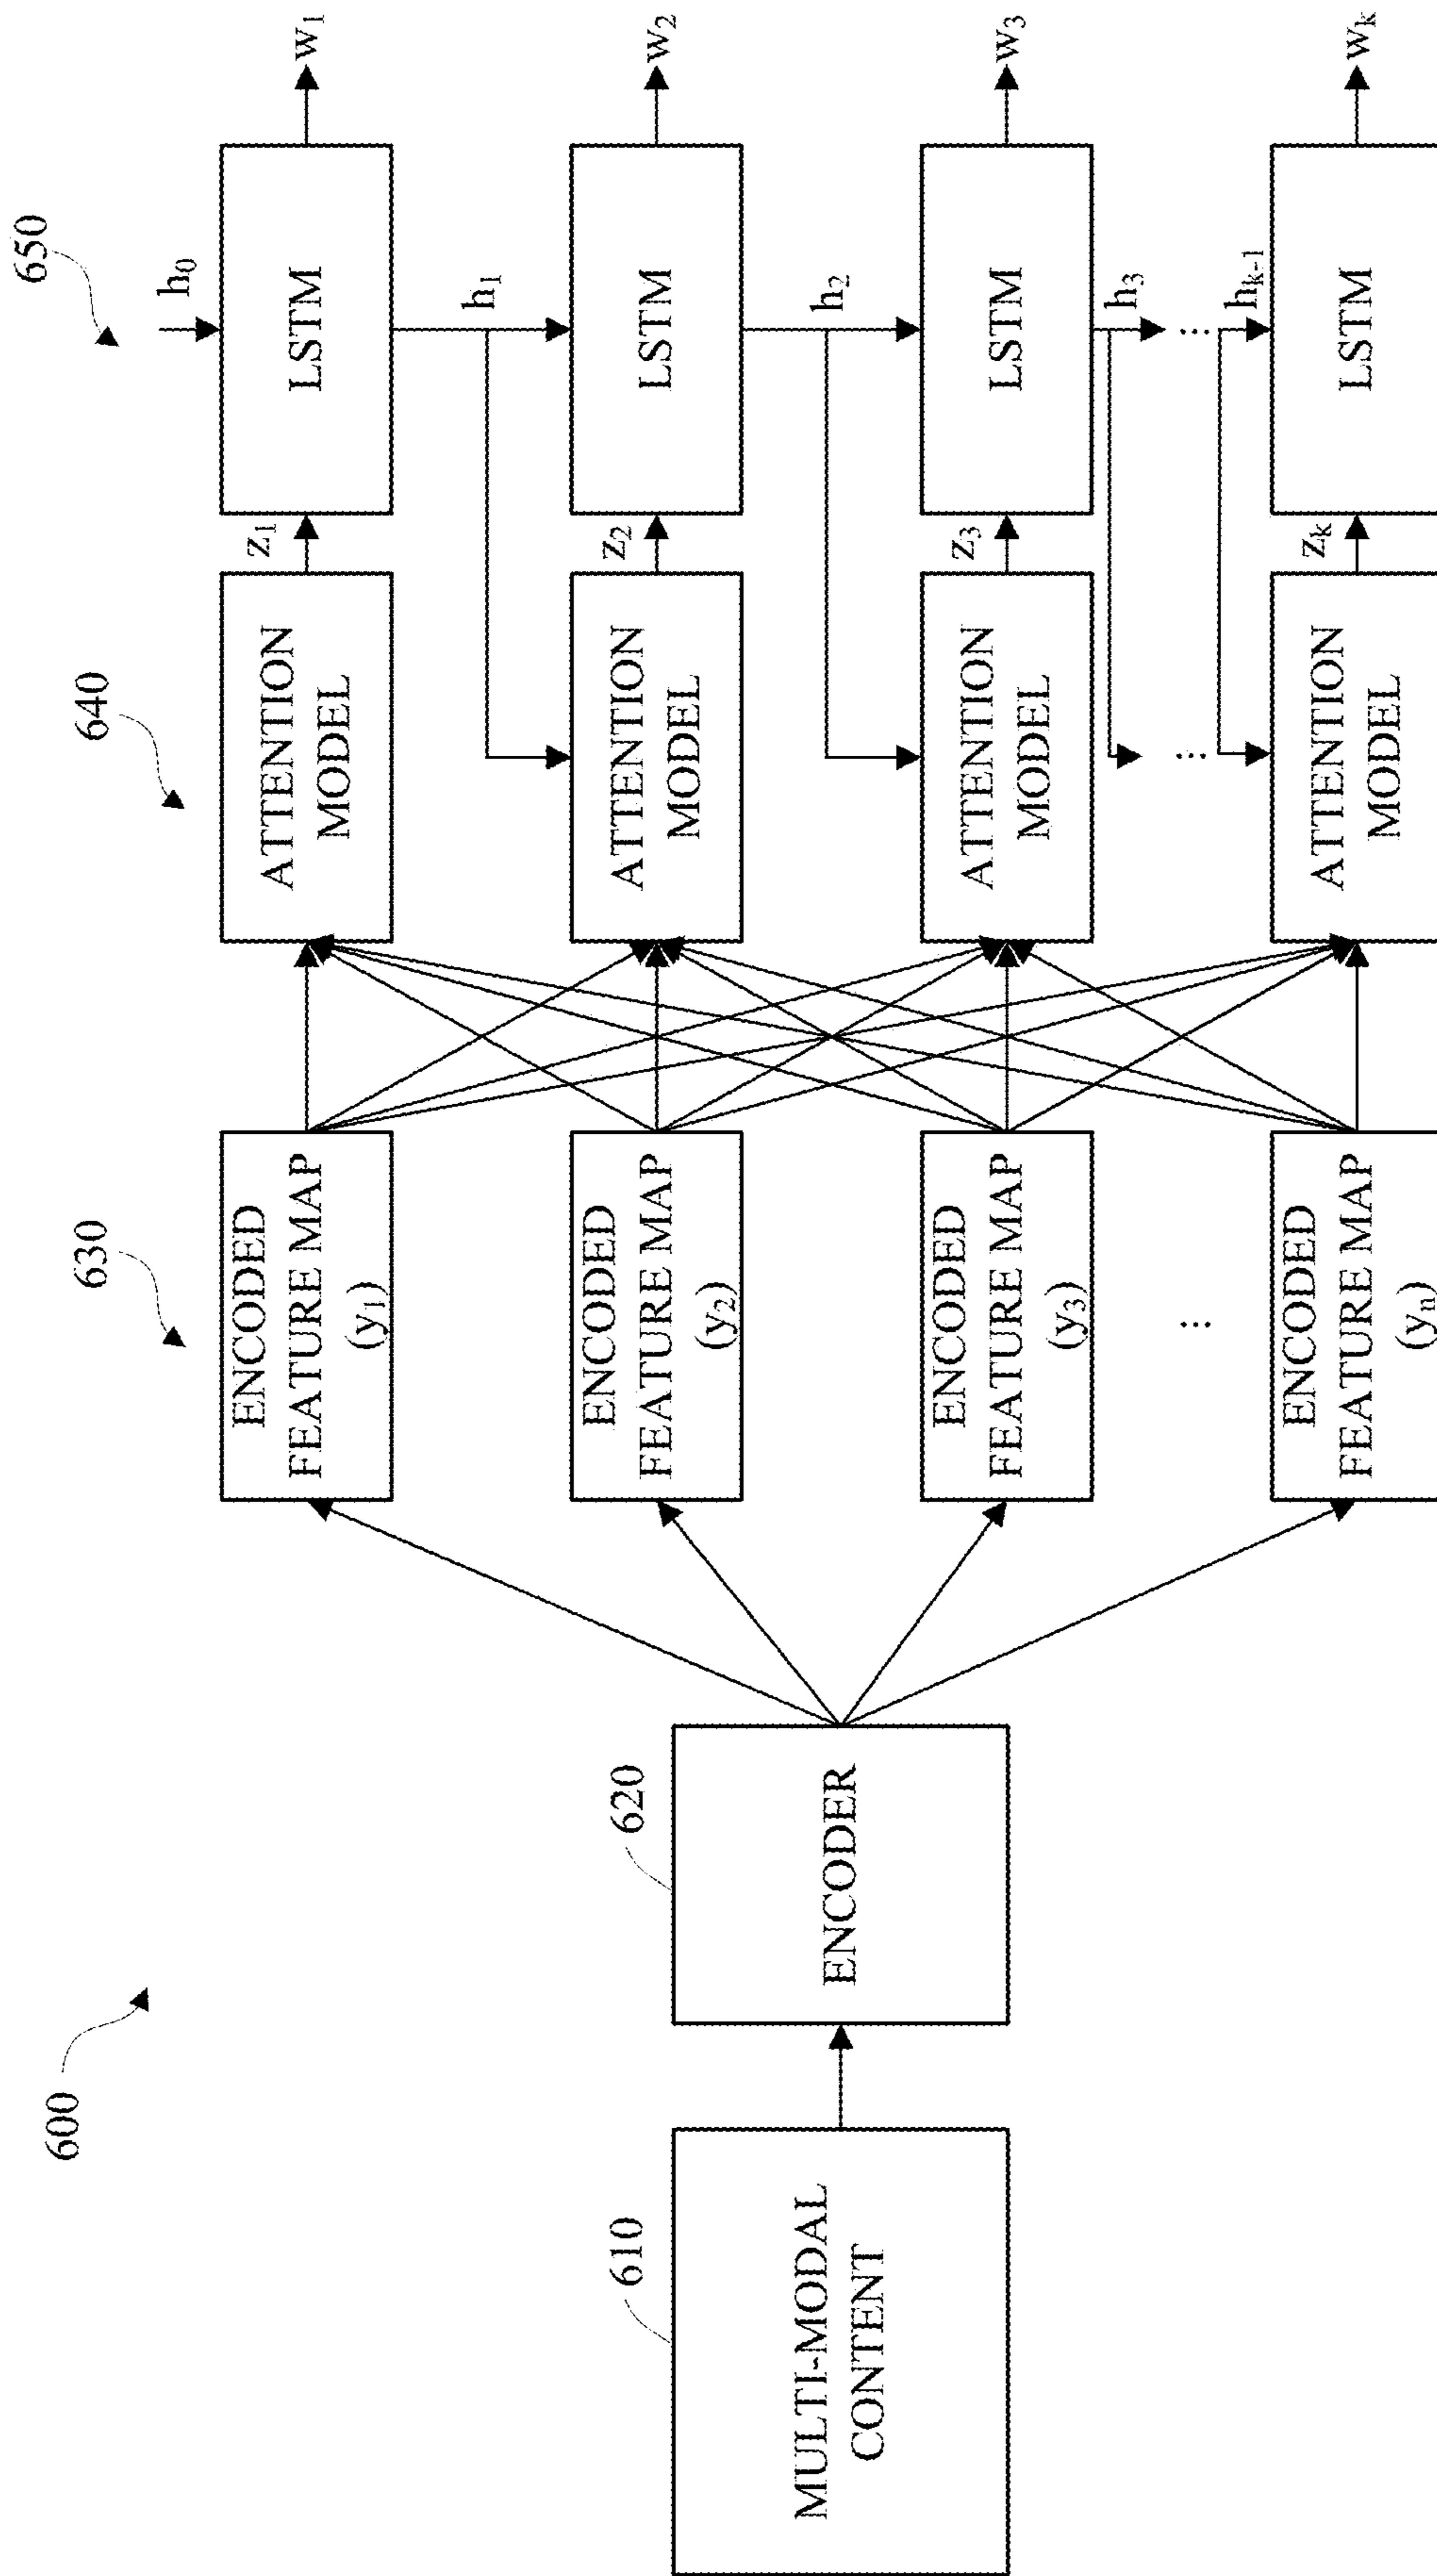 600
610
MULTI-MODAL
CONTENT
620
ENCODER
630
ENCODED
FEATURE MAP
(y₁)
ENCODED
FEATURE MAP
(y₂)
ENCODED
FEATURE MAP
(y₃)
...
ENCODED
FEATURE MAP
(yₙ)
640
ATTENTION
MODEL
ATTENTION
MODEL
ATTENTION
MODEL
...
ATTENTION
MODEL
z₁
z₂
z₃
zₖ
650
h₀
LSTM
h₁
LSTM
h₂
LSTM
h₃
...
hₖ₋₁
LSTM
w₁
w₂
w₃
wₖ